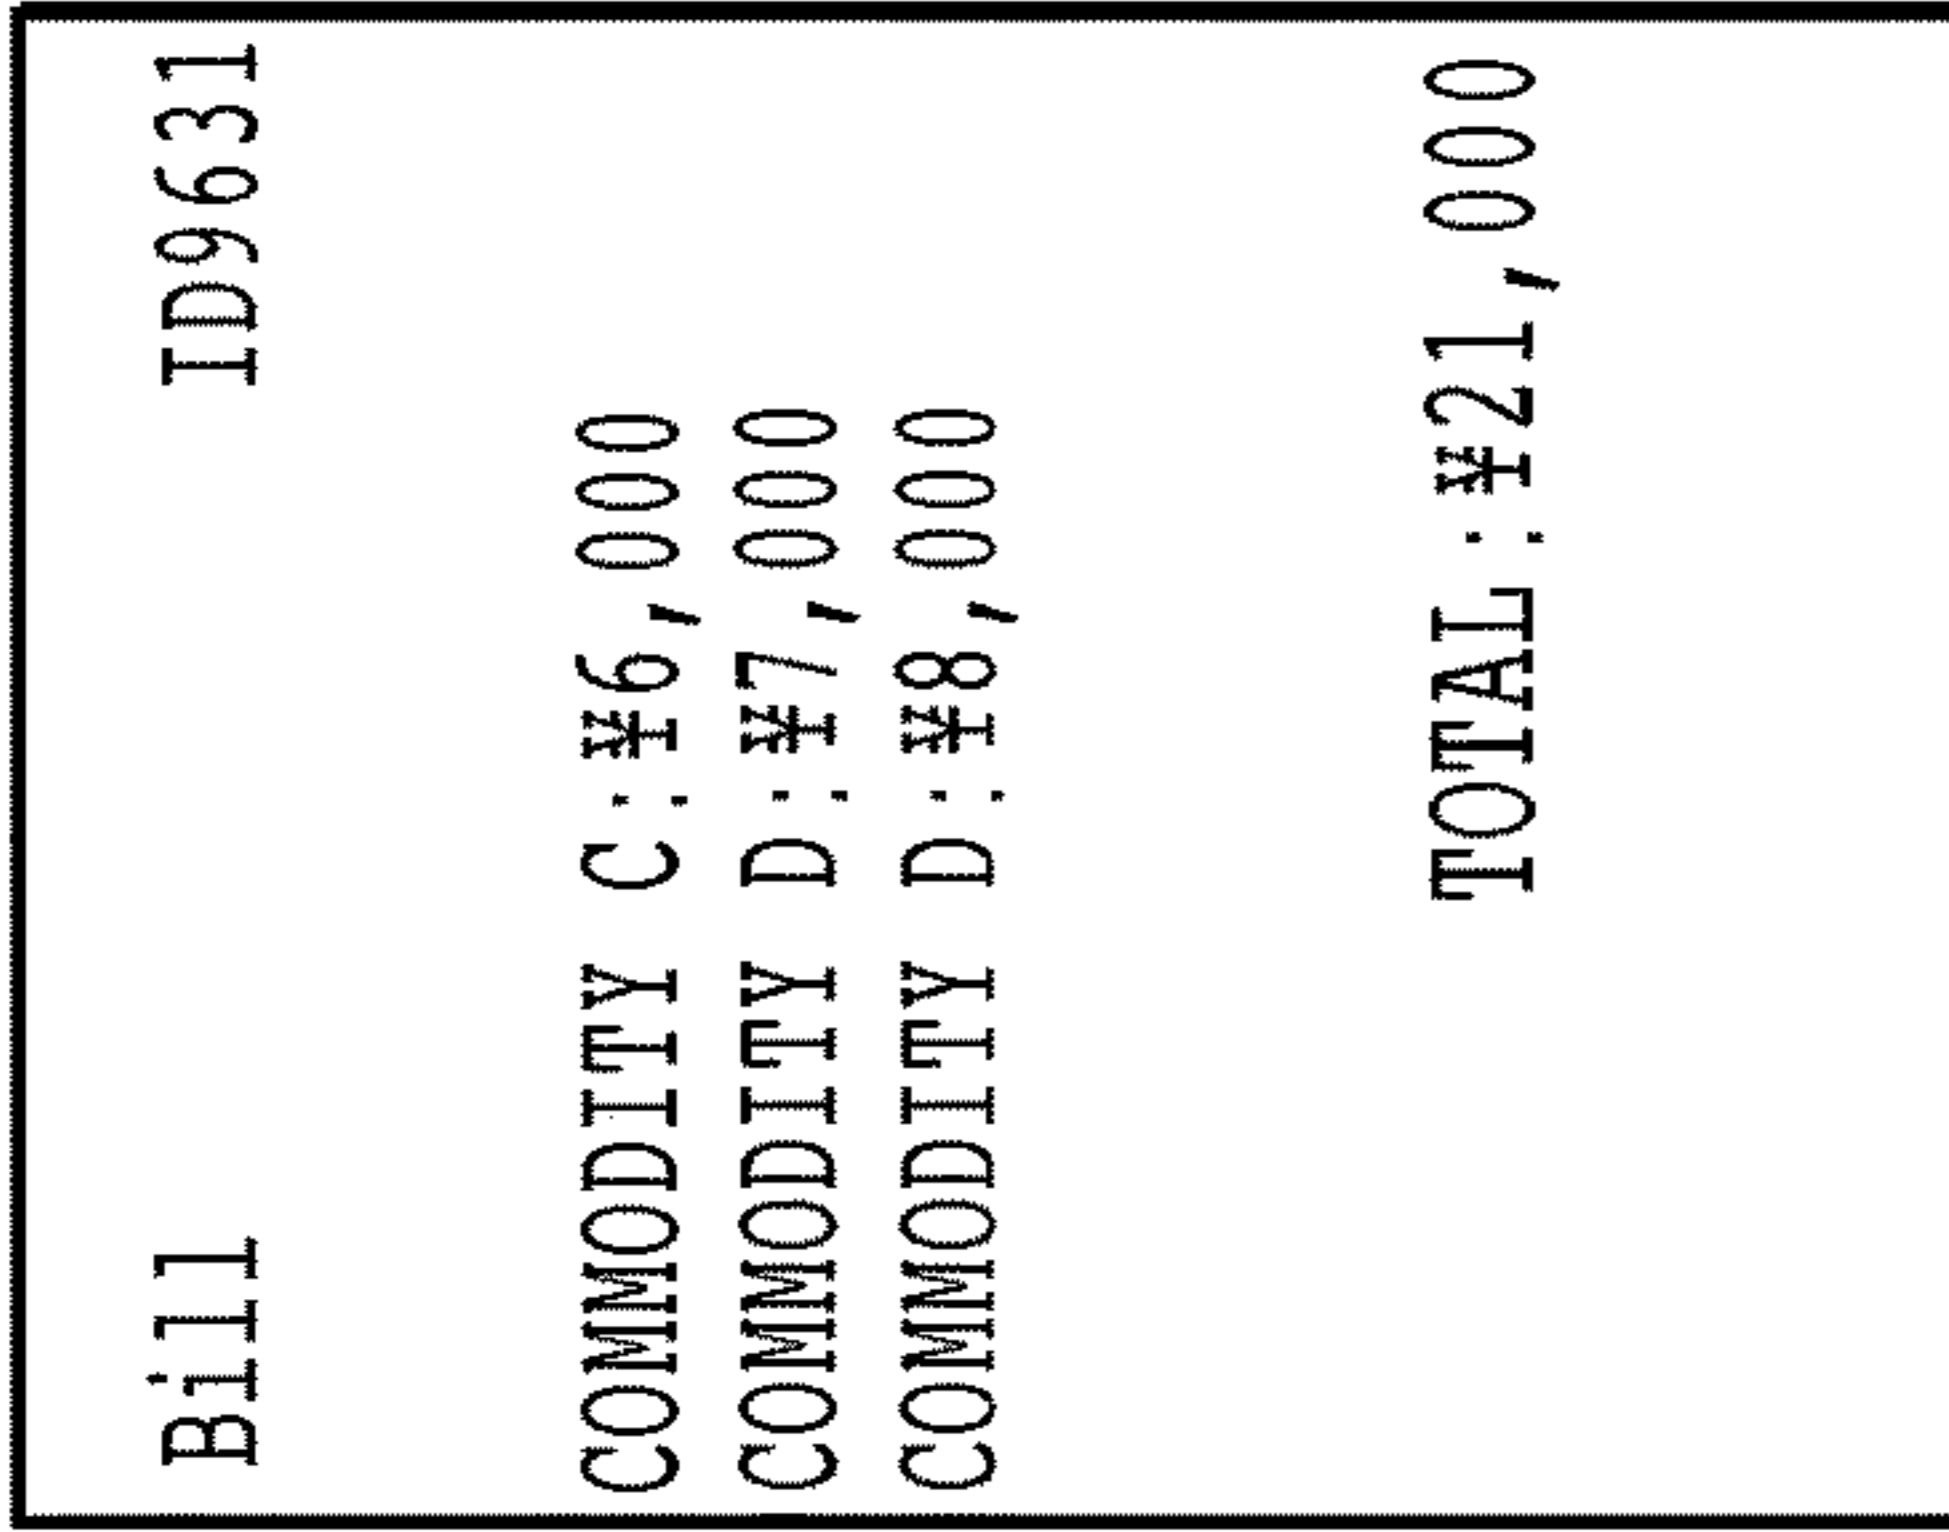 Bill ID9631
COMMODITY C:¥6,000
COMMODITY D:¥7,000
COMMODITY D:¥8,000
TOTAL:¥21,000